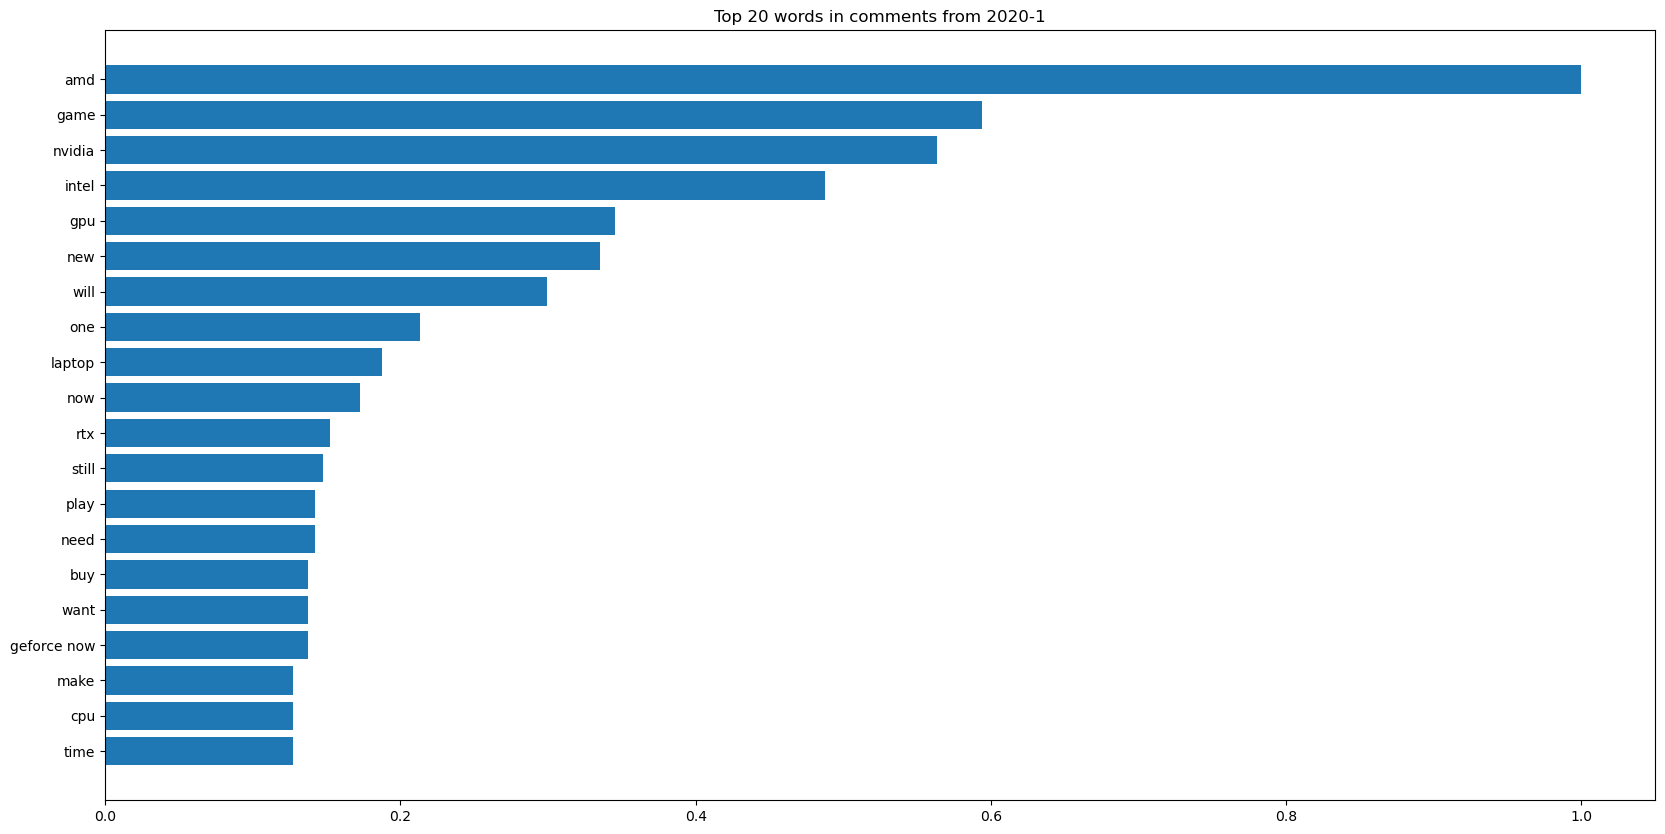 Top 20 words in comments from 2020-1
amd
game
nvidia
intel
gpu
new
will
one
laptop
now
rtx
still
play
need
buy
want
geforce now
make
cpu
time
0.0 0.2 0.4 0.6 0.8 1.0